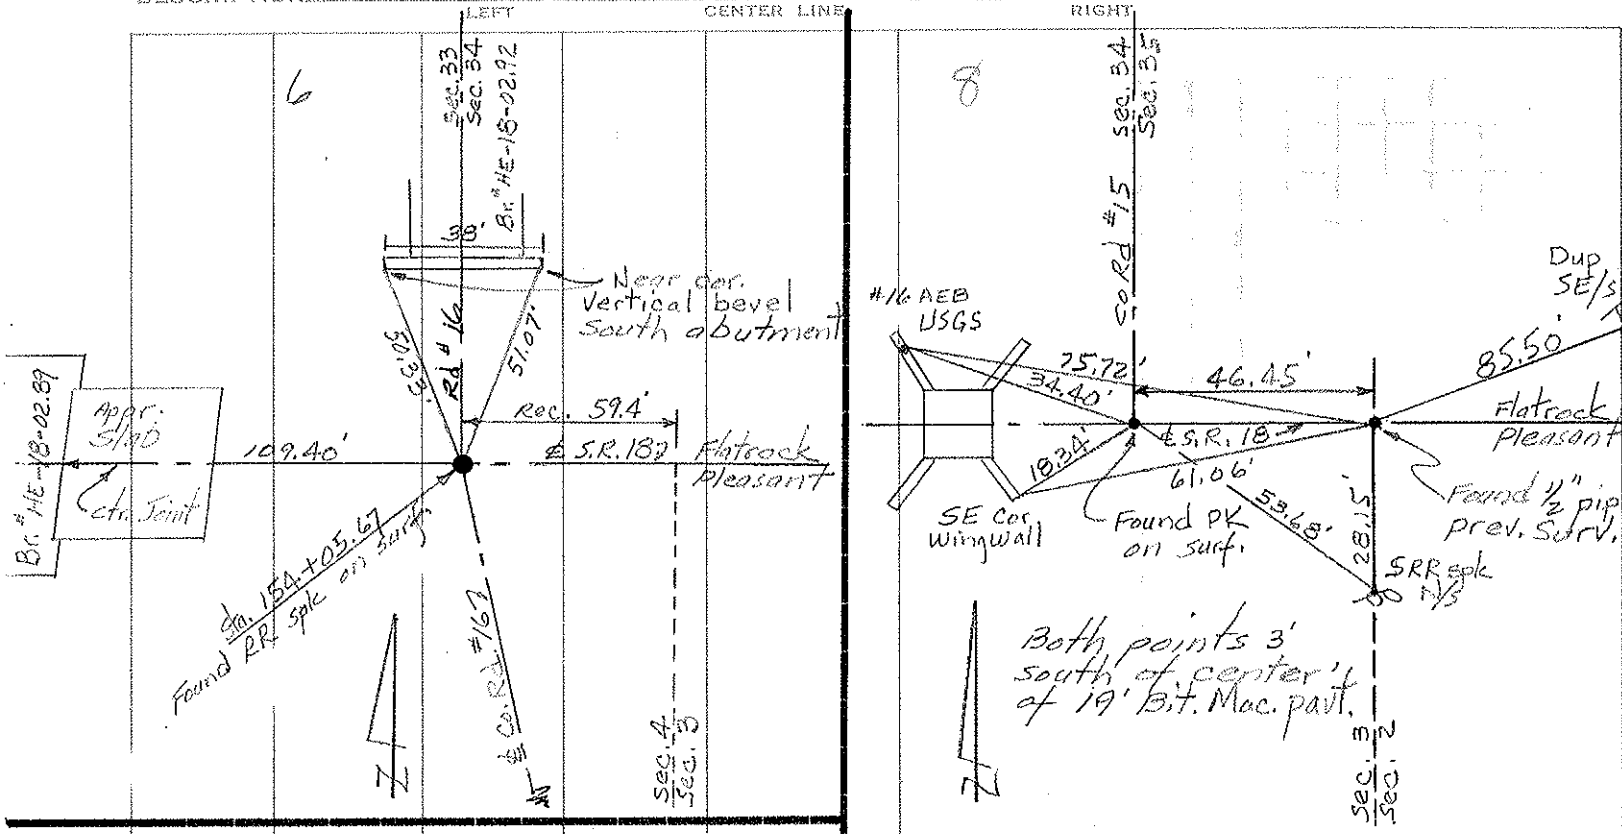 LEFT
CENTER LINE
RIGHT
6
Sec. 33
Sec. 34
Br. # HE-18-02.92
38'
Near cor.
Vertical bevel
South abutment
50.33'
Rd # 16
51.07'
Rec. 59.4'
Br. # HE-18-02.89
Appr.
Slab
ctr. Joint
109.40'
℄ S.R. 18
Flatrock
Pleasant
Sta. 154+05.67
Found RR spk on surf.
℄ Co. Rd. #16
Sec. 4
Sec. 3
Z
8
Sec. 34
Sec. 35
Co Rd #15
#16 AEB
USGS
75.72'
34.40'
46.45'
Dup
SE/s
85.50'
Flatrock
Pleasant
℄ S.R. 18
18.34'
61.06'
53.68'
28.15'
SE Cor.
Wingwall
Found PK
on surf.
Found 1/2" pip
prev. Surv.
SRR spk
N/S
Both points 3'
south of center
of 19' Bit. Mac. pavt.
Z
Sec. 3
Sec. 2